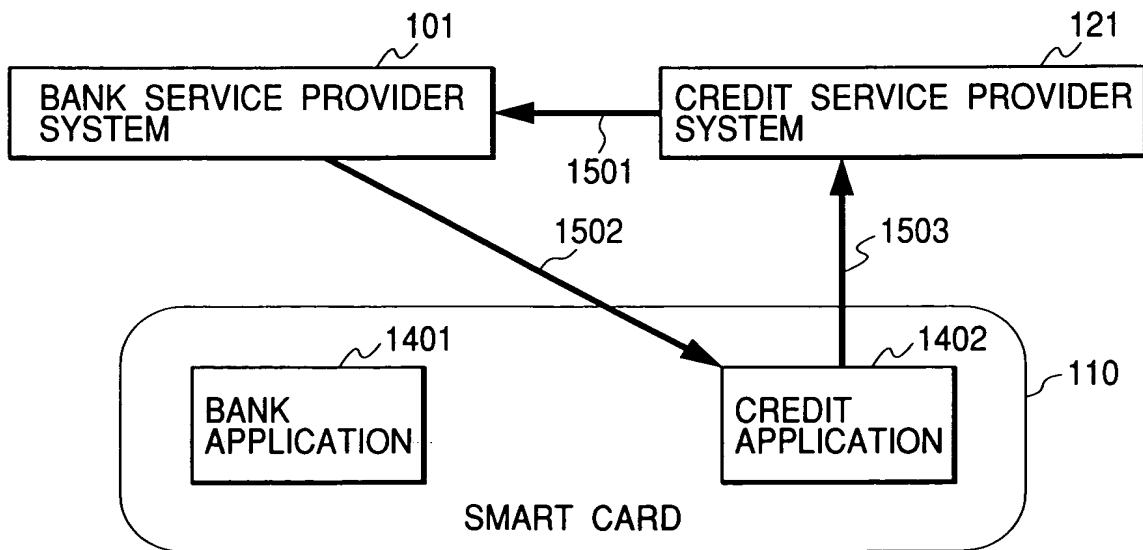 101
121
BANK SERVICE PROVIDER
SYSTEM
CREDIT SERVICE PROVIDER
SYSTEM
1501
1502
1503
1401
1402
110
BANK
APPLICATION
CREDIT
APPLICATION
SMART CARD